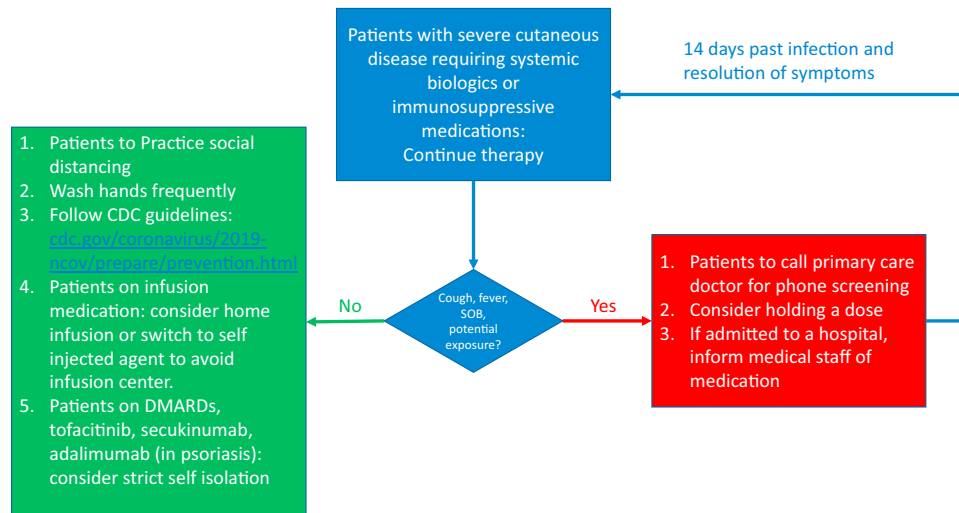 Patients with severe cutaneous
disease requiring systemic
biologics or
immunosuppressive
medications:
Continue therapy
14 days past infection and
resolution of symptoms
1. Patients to Practice social
distancing
2. Wash hands frequently
3. Follow CDC guidelines:
cdc.gov/coronavirus/2019-
ncov/prepare/prevention.html
4. Patients on infusion
medication: consider home
infusion or switch to self
injected agent to avoid
infusion center.
5. Patients on DMARDs,
tofacitinib, secukinumab,
adalimumab (in psoriasis):
consider strict self isolation
No
Cough, fever,
SOB,
potential
exposure?
Yes
1. Patients to call primary care
doctor for phone screening
2. Consider holding a dose
3. If admitted to a hospital,
inform medical staff of
medication